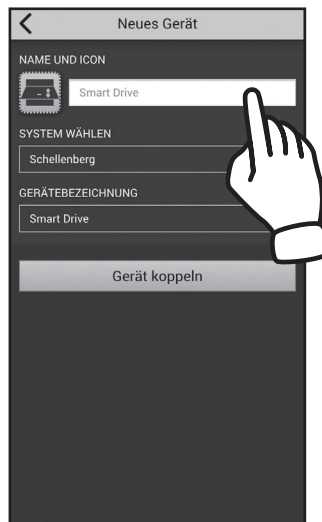 Neues Gerät
NAME UND ICON
Smart Drive
SYSTEM WÄHLEN
Schellenberg
GERÄTEBEZEICHNUNG
Smart Drive
Gerät koppeln